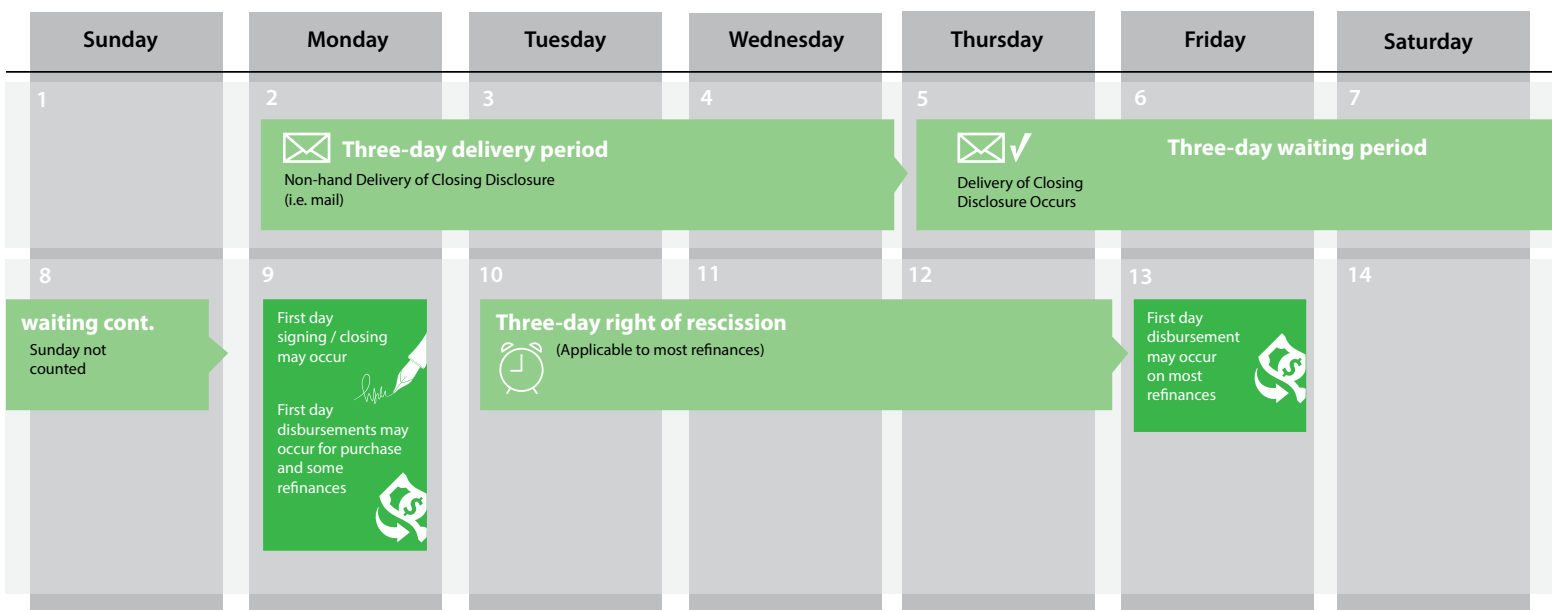 Sunday
Monday
Tuesday
Wednesday
Thursday
Friday
Saturday
1
2
3
4
5
6
7
Three-day delivery period
Non-hand Delivery of Closing Disclosure
(i.e. mail)
Three-day waiting period
Delivery of Closing
Disclosure Occurs
8
9
10
11
12
13
14
waiting cont.
Sunday not
counted
First day
signing / closing
may occur
First day
disbursements may
occur for purchase
and some
refinances
Three-day right of rescission
(Applicable to most refinances)
First day
disbursement
may occur
on most
refinances